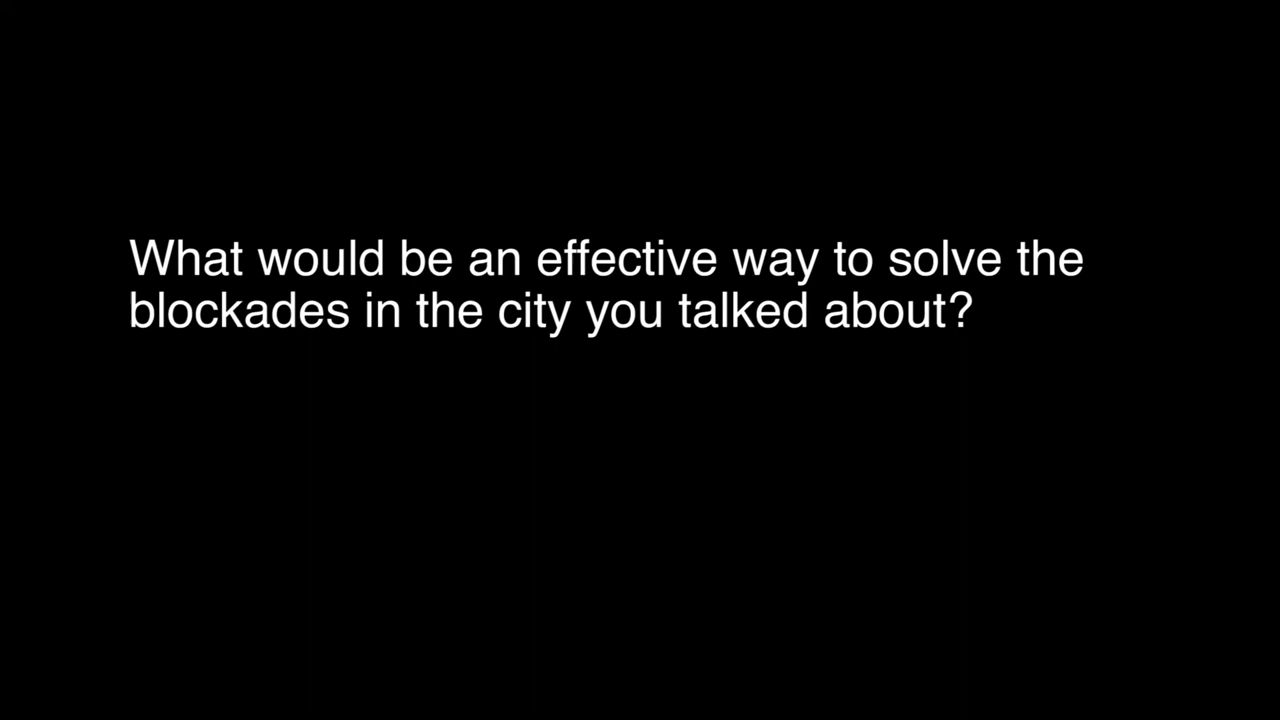 What would be an effective way to solve the
blockades in the city you talked about?